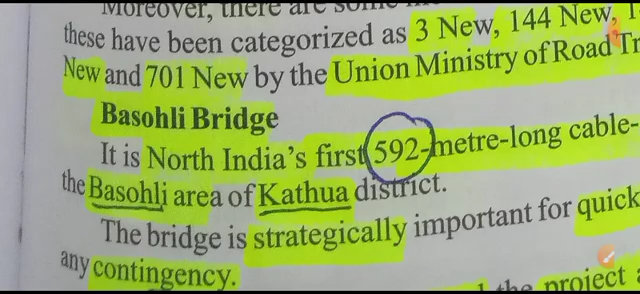 Moreover, there are some
these have been categorized as 3 New, 144 New,
New and 701 New by the Union Ministry of Road Tr
Basohli Bridge
It is North India's first 592-metre-long cable-
the Basohli area of Kathua district.
The bridge is strategically important for quick
any contingency.
the project